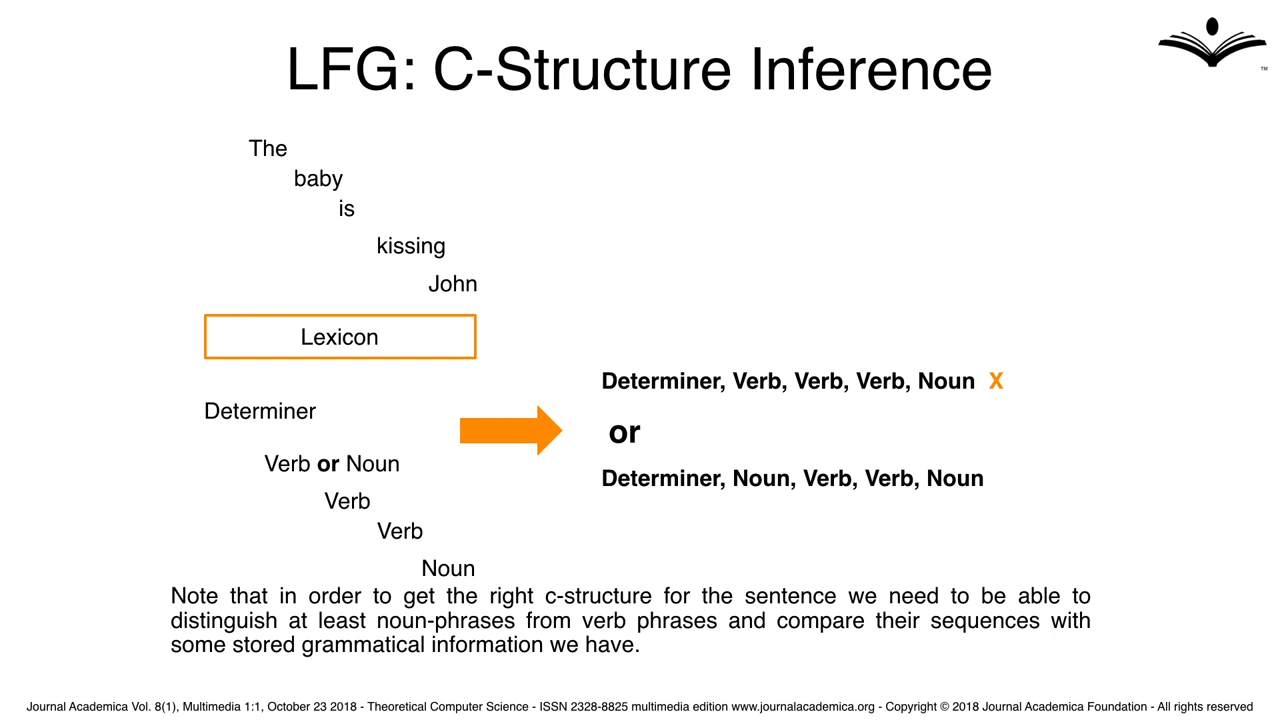 LFG: C-Structure Inference
TM
The
baby
is
kissing
John
Lexicon
Determiner
Verb or Noun
Verb
Verb
Noun
Determiner, Verb, Verb, Verb, Noun X
or
Determiner, Noun, Verb, Verb, Noun
Note that in order to get the right c-structure for the sentence we need to be able to
distinguish at least noun-phrases from verb phrases and compare their sequences with
some stored grammatical information we have.
Journal Academica Vol. 8(1), Multimedia 1:1, October 23 2018 - Theoretical Computer Science - ISSN 2328-8825 multimedia edition www.journalacademica.org - Copyright © 2018 Journal Academica Foundation - All rights reserved